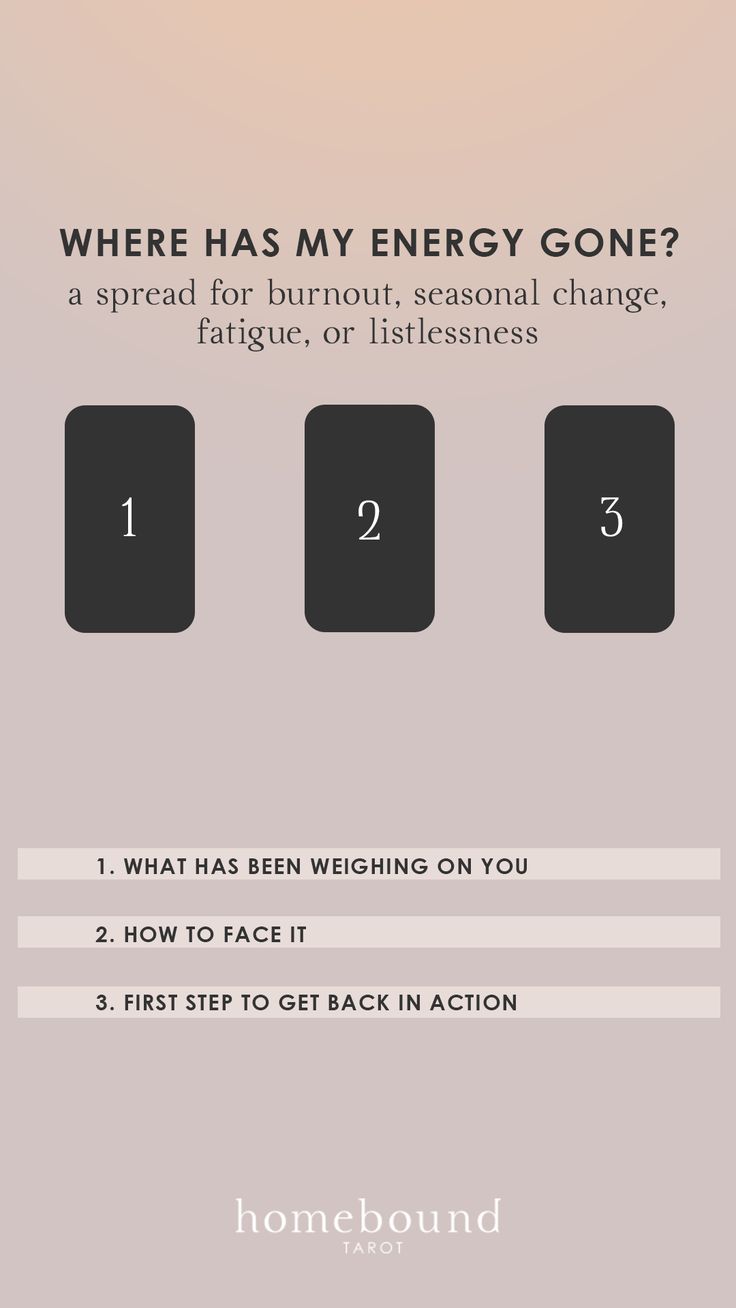 WHERE HAS MY ENERGY GONE?
a spread for burnout, seasonal change,
fatigue, or listlessness
1
2
3
1. WHAT HAS BEEN WEIGHING ON YOU
2. HOW TO FACE IT
3. FIRST STEP TO GET BACK IN ACTION
homebound
TAROT